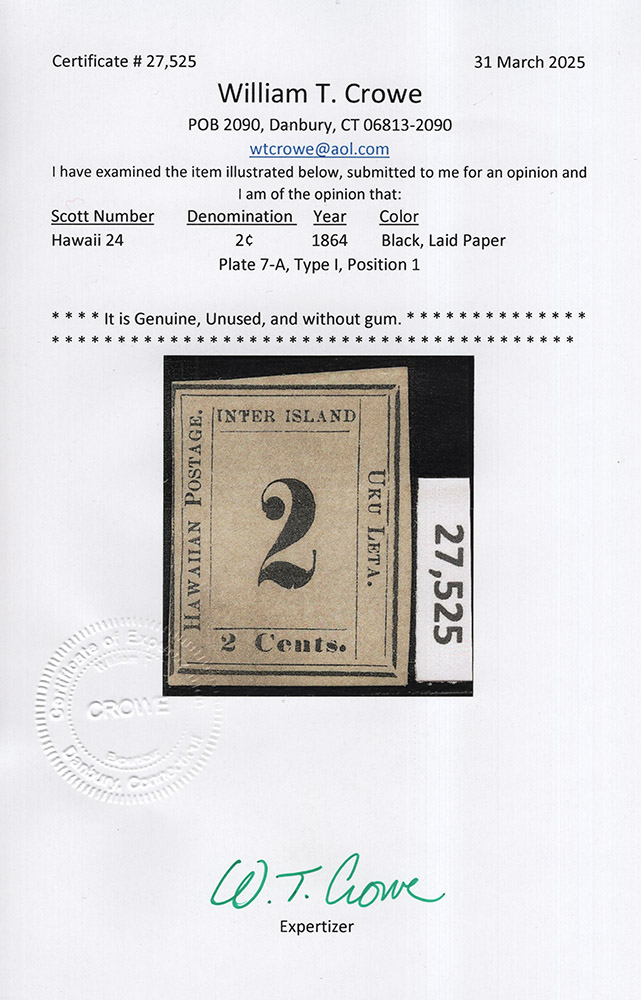 Certificate # 27,525 31 March 2025
William T. Crowe
POB 2090, Danbury, CT 06813-2090
wtcrowe@aol.com
I have examined the item illustrated below, submitted to me for an opinion and
I am of the opinion that:
Scott Number Denomination Year Color
Hawaii 24 2¢ 1864 Black, Laid Paper
Plate 7-A, Type I, Position 1
* * * * It is Genuine, Unused, and without gum. * * * * * * * * * * * * * *
* * * * * * * * * * * * * * * * * * * * * * * * * * * * * * * * * * * * * * * *
HAWAIIAN POSTAGE.
INTER ISLAND
UKU LETA.
2
2 Cents.
27,525
Certificate of
CROWE
Danbury,
W. T. Crowe
Expertizer